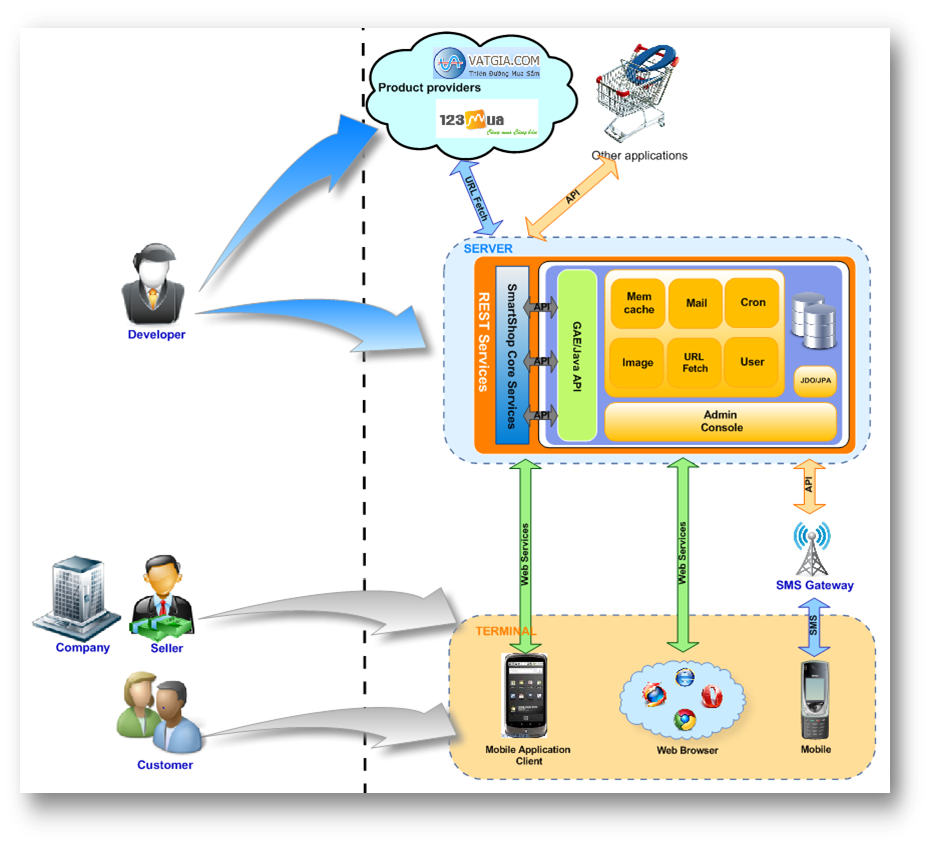 VATGIA.COM
Thiên Đường Mua Sắm
Product providers
123mua
Cùng mua Cùng bán
Other applications
URL Fetch
API
Developer
SERVER
REST Services
SmartShop Core Services
API
API
API
GAE/Java API
Mem
cache
Mail
Cron
Image
URL
Fetch
User
JDO/JPA
Admin
Console
Web Services
Web Services
API
SMS Gateway
SMS
Company
Seller
TERMINAL
Mobile Application
Client
Web Browser
Mobile
Customer